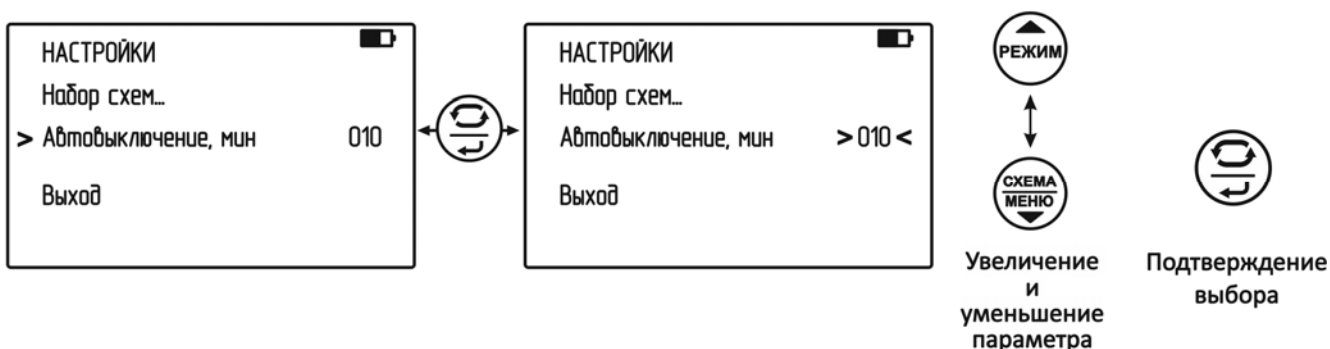 НАСТРОЙКИ
Набор схем...
> Автовыключение, мин 010
Выход
НАСТРОЙКИ
Набор схем...
Автовыключение, мин >010<
Выход
РЕЖИМ
СХЕМА
МЕНЮ
Увеличение
и
уменьшение
параметра
Подтверждение
выбора